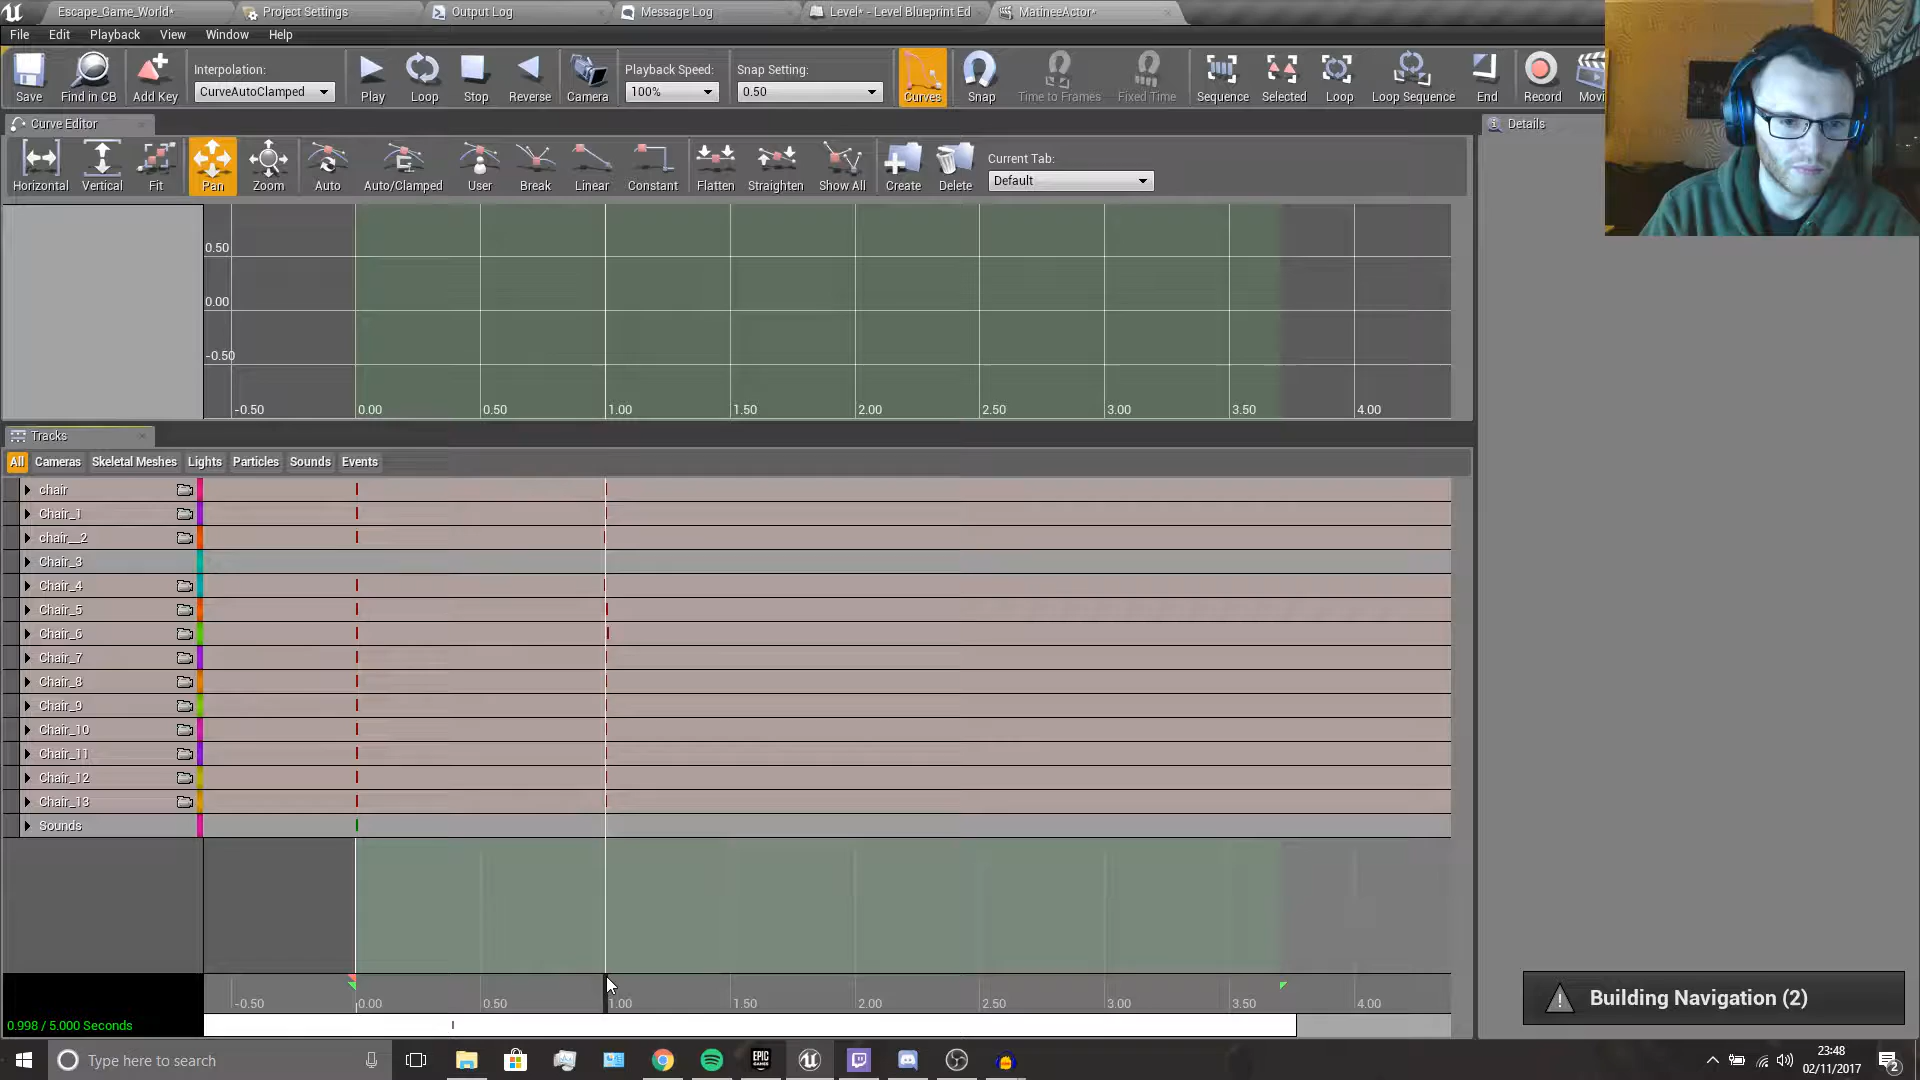 Escape_Game_World*
Project Settings
Output Log
Message Log
Level* - Level Blueprint Ed
MatineeActor*
File Edit Playback View Window Help
Interpolation:
CurveAutoClamped
Playback Speed:
100%
Snap Setting:
0.50
Save Find in CB Add Key Play Loop Stop Reverse Camera Curves Snap Time to Frames Fixed Time Sequence Selected Loop Loop Sequence End Record Movi
Curve Editor
Details
Horizontal Vertical Fit Pan Zoom Auto Auto/Clamped User Break Linear Constant Flatten Straighten Show All Create Delete
Current Tab:
Default
0.50
0.00
-0.50
-0.50 0.00 0.50 1.00 1.50 2.00 2.50 3.00 3.50 4.00
Tracks
All Cameras Skeletal Meshes Lights Particles Sounds Events
chair
Chair_1
chair__2
Chair_3
Chair_4
Chair_5
Chair_6
Chair_7
Chair_8
Chair_9
Chair_10
Chair_11
Chair_12
Chair_13
Sounds
-0.50 0.00 0.50 1.00 1.50 2.00 2.50 3.00 3.50 4.00
0.998 / 5.000 Seconds
Building Navigation (2)
Type here to search
EPIC GAMES
23:48
02/11/2017
2